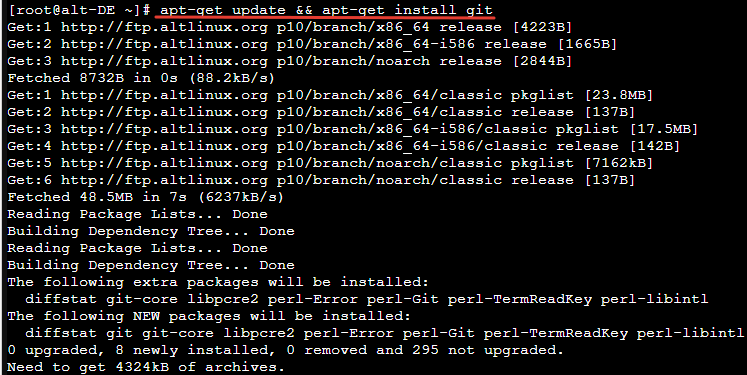 [root@alt-DE ~]# apt-get update && apt-get install git
Get:1 http://ftp.altlinux.org p10/branch/x86_64 release [4223B]
Get:2 http://ftp.altlinux.org p10/branch/x86_64-i586 release [1665B]
Get:3 http://ftp.altlinux.org p10/branch/noarch release [2844B]
Fetched 8732B in 0s (88.2kB/s)
Get:1 http://ftp.altlinux.org p10/branch/x86_64/classic pkglist [23.8MB]
Get:2 http://ftp.altlinux.org p10/branch/x86_64/classic release [137B]
Get:3 http://ftp.altlinux.org p10/branch/x86_64-i586/classic pkglist [17.5MB]
Get:4 http://ftp.altlinux.org p10/branch/x86_64-i586/classic release [142B]
Get:5 http://ftp.altlinux.org p10/branch/noarch/classic pkglist [7162kB]
Get:6 http://ftp.altlinux.org p10/branch/noarch/classic release [137B]
Fetched 48.5MB in 7s (6237kB/s)
Reading Package Lists... Done
Building Dependency Tree... Done
Reading Package Lists... Done
Building Dependency Tree... Done
The following extra packages will be installed:
  diffstat git-core libpcre2 perl-Error perl-Git perl-TermReadKey perl-libintl
The following NEW packages will be installed:
  diffstat git git-core libpcre2 perl-Error perl-Git perl-TermReadKey perl-libintl
0 upgraded, 8 newly installed, 0 removed and 295 not upgraded.
Need to get 4324kB of archives.